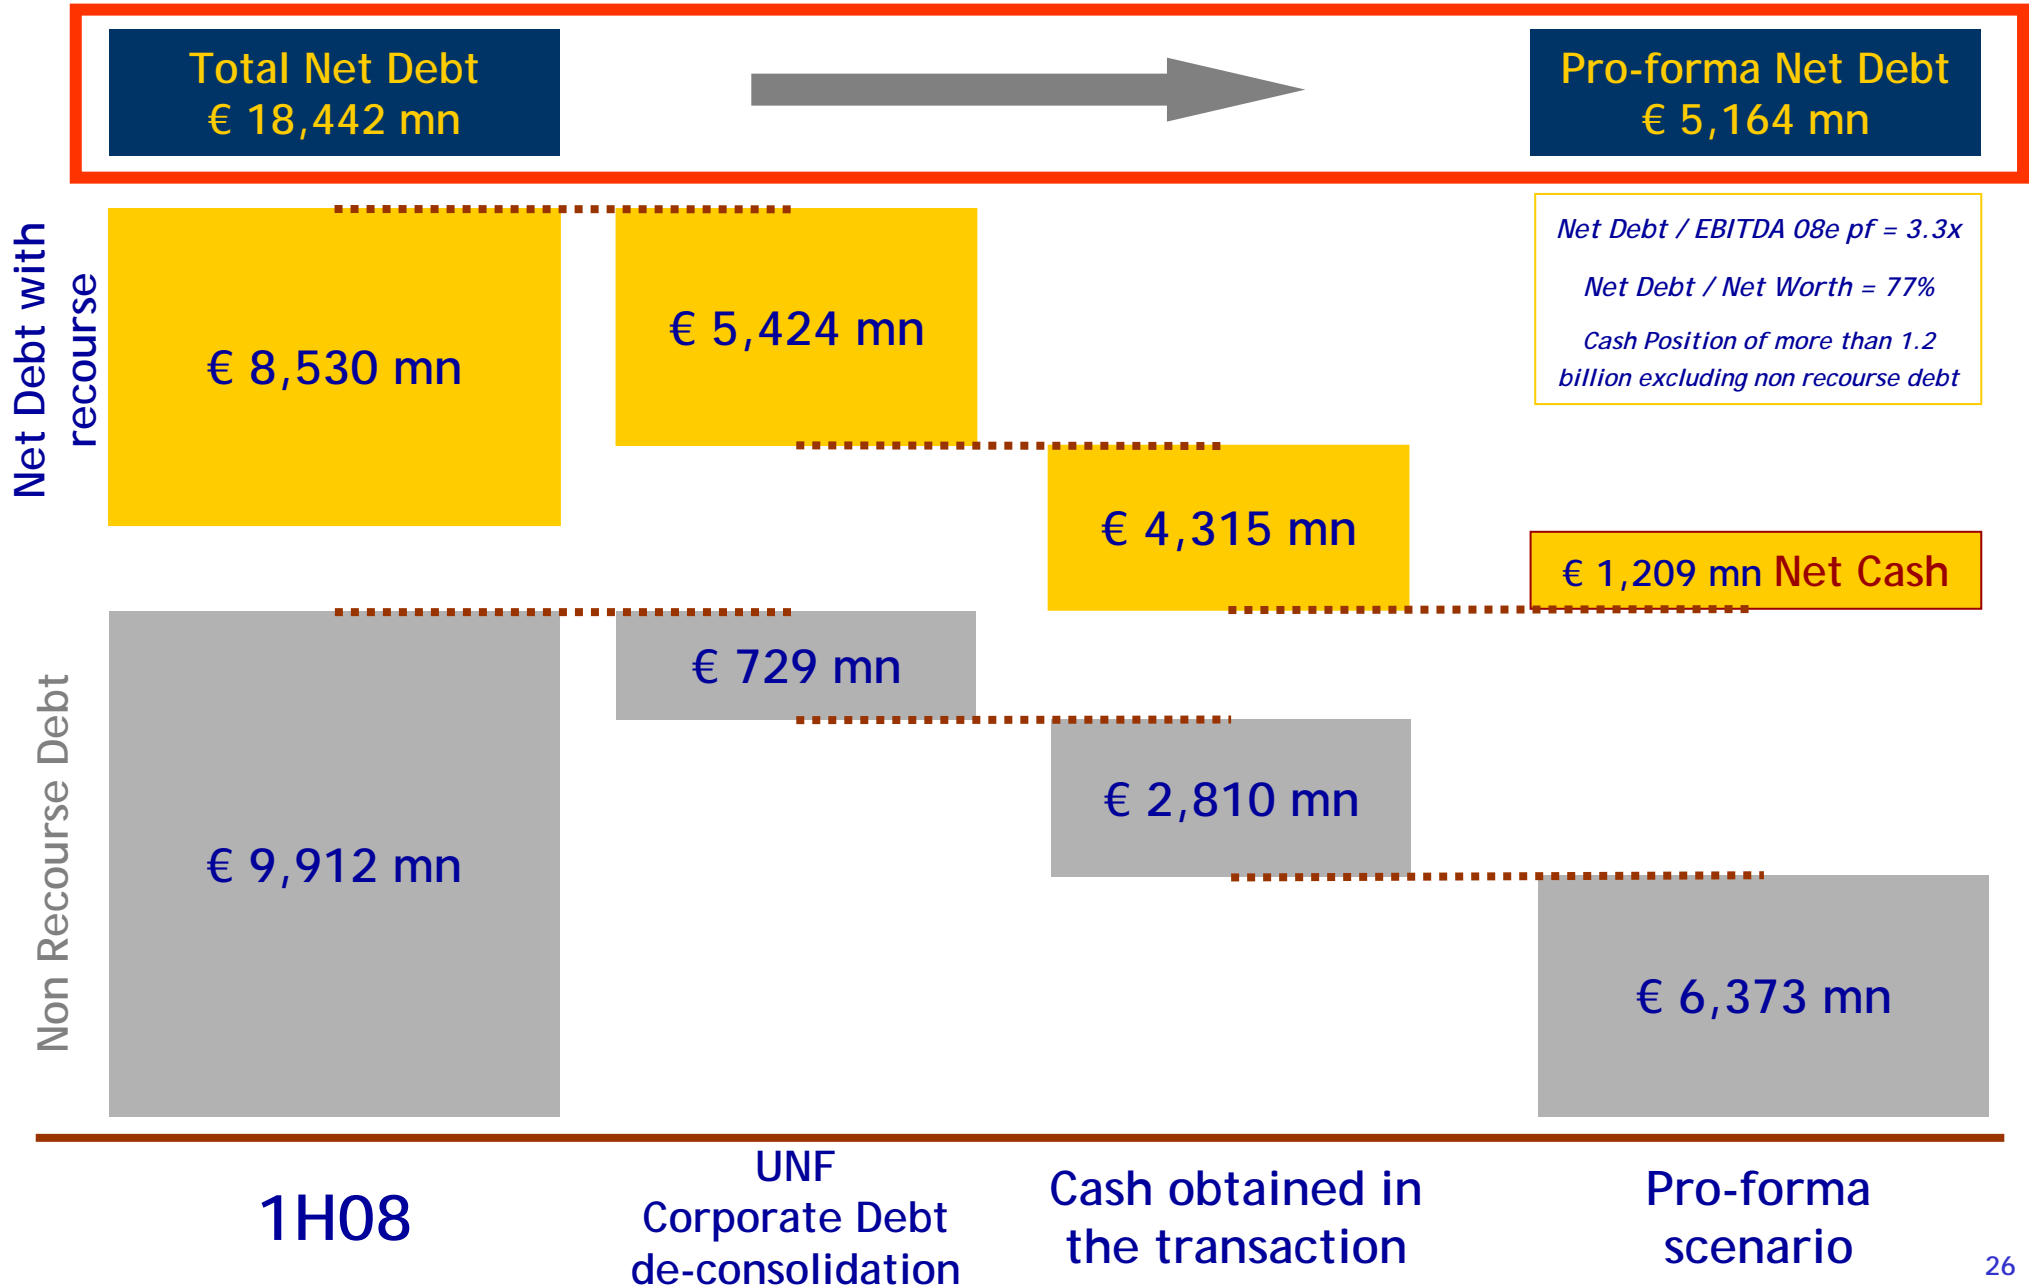 Total Net Debt
€ 18,442 mn
Pro-forma Net Debt
€ 5,164 mn
Net Debt with
recourse
€ 8,530 mn
€ 5,424 mn
€ 4,315 mn
Net Debt / EBITDA 08e pf = 3.3x
Net Debt / Net Worth = 77%
Cash Position of more than 1.2
billion excluding non recourse debt
€ 1,209 mn Net Cash
Non Recourse Debt
€ 9,912 mn
€ 729 mn
€ 2,810 mn
€ 6,373 mn
1H08
UNF
Corporate Debt
de-consolidation
Cash obtained in
the transaction
Pro-forma
scenario
26